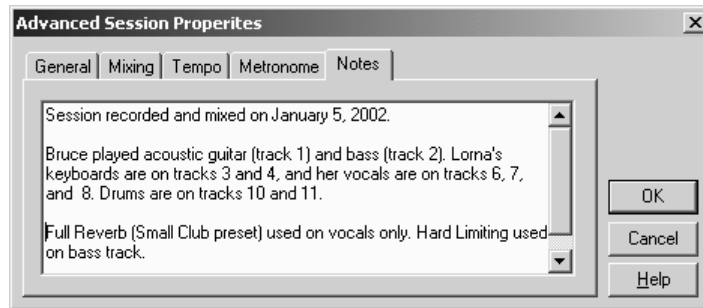 Advanced Session Properites
General Mixing Tempo Metronome Notes
Session recorded and mixed on January 5, 2002.
Bruce played acoustic guitar (track 1) and bass (track 2). Lorna's
keyboards are on tracks 3 and 4, and her vocals are on tracks 6, 7,
and 8. Drums are on tracks 10 and 11.
Full Reverb (Small Club preset) used on vocals only. Hard Limiting used
on bass track.
OK
Cancel
Help